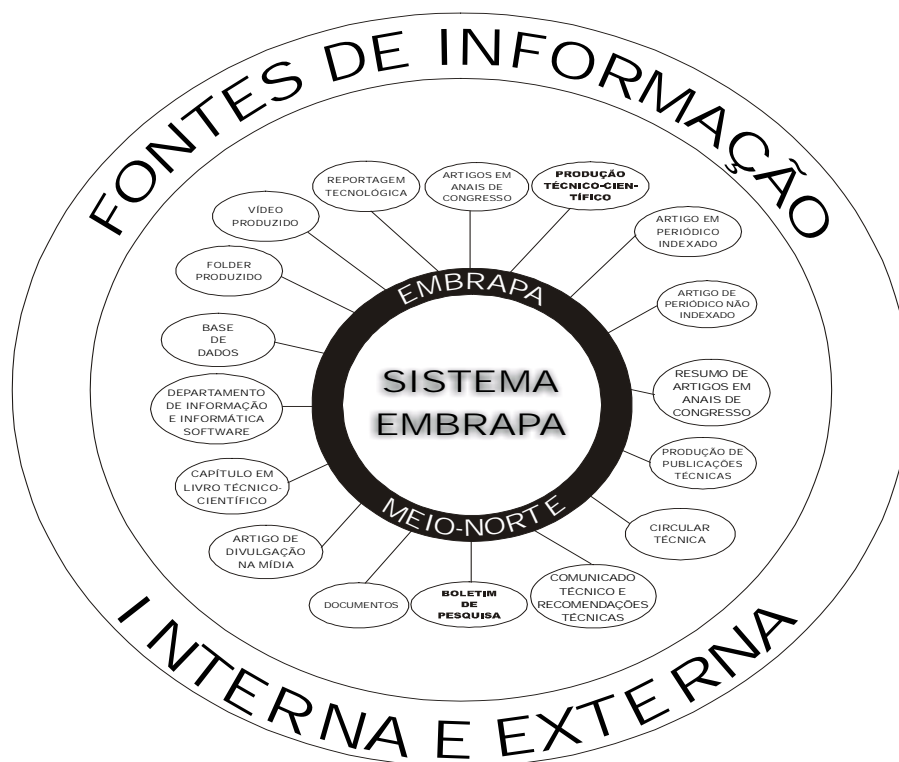 FONTES DE INFORMAÇÃO
REPORTAGEM
TECNOLÓGICA
ARTIGOS EM
ANAIS DE
CONGRESSO
PRODUÇÃO
TÉCNICO-CIEN-
TÍFICO
ARTIGO EM
PERIÓDICO
INDEXADO
ARTIGO DE
PERIÓDICO NÃO
INDEXADO
RESUMO DE
ARTIGOS EM
ANAIS DE
CONGRESSO
PRODUÇÃO DE
PUBLICAÇÕES
TÉCNICAS
CIRCULAR
TÉCNICA
COMUNICADO
TÉCNICO E
RECOMENDAÇÕES
TÉCNICAS
BOLETIM
DE
PESQUISA
DOCUMENTOS
ARTIGO DE
DIVULGAÇÃO
NA MÍDIA
CAPÍTULO EM
LIVRO TÉCNICO-
CIENTÍFICO
DEPARTAMENTO
DE INFORMAÇÃO
E INFORMÁTICA
SOFTWARE
BASE
DE
DADOS
FOLDER
PRODUZIDO
VÍDEO
PRODUZIDO
EMBRAPA
SISTEMA
EMBRAPA
MEIO-NORTE
INTERNA E EXTERNA